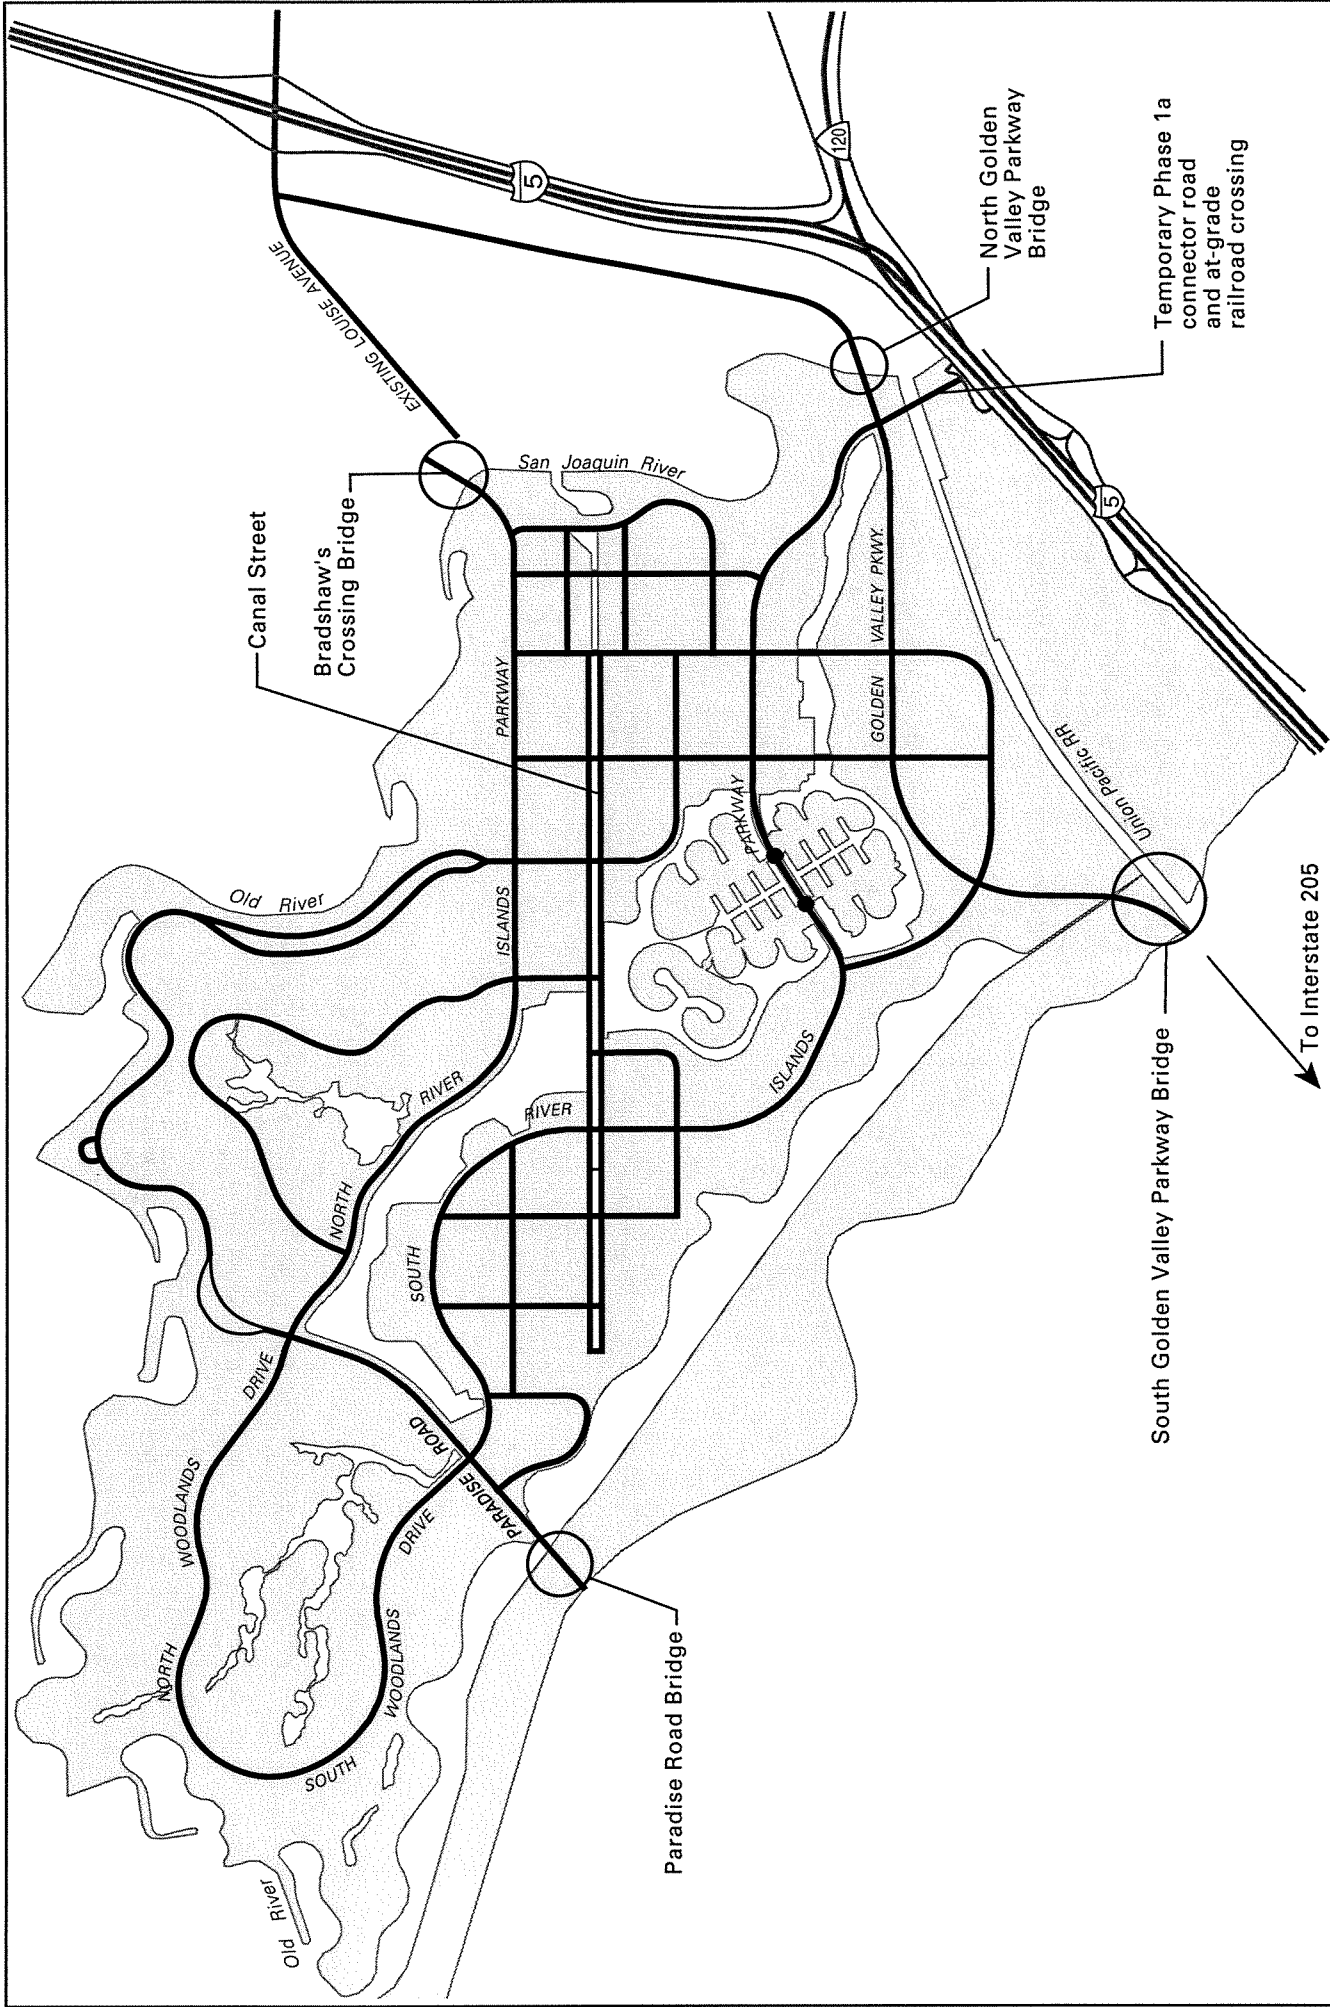 5
120
EXISTING LOUISE AVENUE
North Golden
Valley Parkway
Bridge
Temporary Phase 1a
connector road
and at-grade
railroad crossing
San Joaquin River
Canal Street
Bradshaw's
Crossing Bridge
5
PARKWAY
GOLDEN VALLEY PKWY.
PARKWAY
Union Pacific RR
Old River
ISLANDS
To Interstate 205
RIVER
RIVER
ISLANDS
NORTH
SOUTH
South Golden Valley Parkway Bridge
DRIVE
ROAD
PARADISE
PARADISE
WOODLANDS
DRIVE
NORTH
WOODLANDS
SOUTH
Paradise Road Bridge
Old River